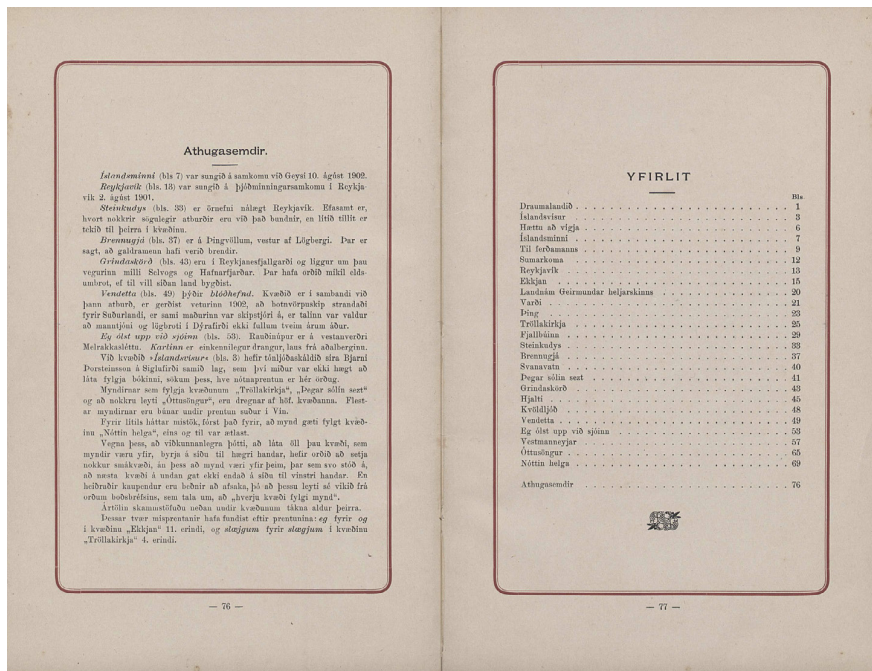 Athugasemdir.
Íslandsminni (bls 7) var sungið á samkomu við Geysi 10. ágúst 1902.
Reykjavík (bls. 13) var sungið á þjóðminningarsamkomu í Reykja-
vík 2. ágúst 1901.
Steinkudys (bls. 33) er örnefni nálægt Reykjavík. Efasamt er,
hvort nokkrir sögulegir atburðir eru við það bundnir, en lítið tillit er
tekið til þeirra í kvæðinu.
Brennugjá (bls. 37) er á Þingvöllum, vestur af Lögbergi. Þar er
sagt, að galdramenn hafi verið brendir.
Grindaskörð (bls. 43) eru í Reykjanesfjallgarði og liggur um þau
vegurinn milli Selvogs og Hafnarfjarðar. Þar hafa orðið mikil elds-
umbrot, ef til vill síðan land bygðist.
Vendetta (bls. 49) þýðir blóðhefnd. Kvæðið er í sambandi við
þann atburð, er gerðist veturinn 1902, að botnvörpuskip strandaði
fyrir Suðurlandi, er sami maðurinn var skipstjóri á, er talinn var valdur
að manntjóni og lögbroti í Dýrafirði ekki fullum tveim árum áður.
Eg ólst upp við sjóinn (bls. 53). Rauðinúpur er á vestanverðri
Melrakkasléttu. Karlinn er einkennilegur drangur, laus frá aðalberginu.
Við kvæðið »Íslandsvísur« (bls. 3) hefir tónljóðaskáldið síra Bjarni
Þorsteinsson á Siglufirði samið lag, sem því miður var ekki hægt að
láta fylgja bókinni, sökum þess, hve nótnaprentun er hér örðug.
Myndirnar sem fylgja kvæðunum „Tröllakirkja“, „Þegar sólin sezt“
og að nokkru leyti „Óttusöngur“, eru dregnar af höf. kvæðanna. Flest-
ar myndirnar eru búnar undir prentun suður í Vín.
Fyrir lítils háttar mistök, fórst það fyrir, að mynd gæti fylgt kvæð-
inu „Nóttin helga“, eins og til var ætlast.
Vegna þess, að viðkunnanlegra þótti, að láta öll þau kvæði, sem
myndir væru yfir, byrja á síðu til hægri handar, hefir orðið að setja
nokkur smákvæði, án þess að mynd væri yfir þeim, þar sem svo stóð á,
að næsta kvæði á undan gat ekki endað á síðu til vinstri handar. En
heiðraðir kaupendur eru beðnir að afsaka, þó að þessu leyti sé vikið frá
orðum boðsbréfsins, sem tala um, að „hverju kvæði fylgi mynd“.
Ártölin skammstöfuðu neðan undir kvæðunum tákna aldur þeirra.
Þessar tvær misprentanir hafa fundist eftir prentunina: eg fyrir og
í kvæðinu „Ekkjan“ 11. erindi, og slæjgum fyrir slægjum í kvæðinu
„Tröllakirkja“ 4. erindi.
— 76 —
YFIRLIT
Bls
Draumalandið 1
Íslandsvísur 3
Hættu að vígja 6
Íslandsminni 7
Til ferðamanns 9
Sumarkoma 12
Reykjavík 13
Ekkjan 15
Landnám Geirmundar heljarskinns 20
Varði 21
Þing 23
Tröllakirkja 25
Fjallbúinn 29
Steinkudys 33
Brennugjá 37
Svanavatn 40
Þegar sólin sezt 41
Grindaskörð 43
Hjalti 45
Kvöldljóð 48
Vendetta 49
Eg ólst upp við sjóinn 53
Vestmanneyjar 57
Óttusöngur 65
Nóttin helga 69
Athugasemdir 76
— 77 —